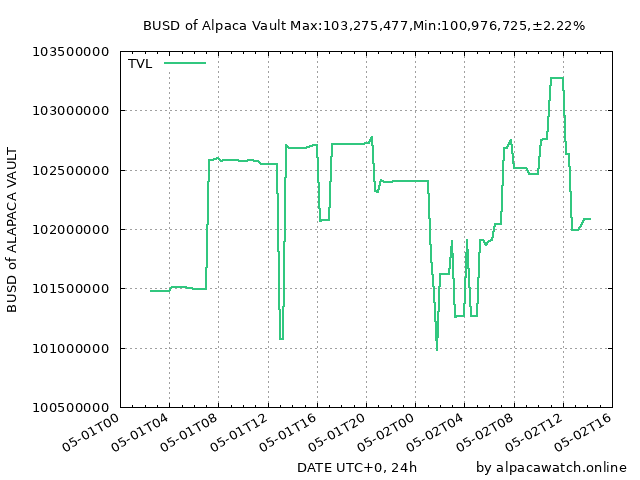 BUSD of Alpaca Vault Max:103,275,477,Min:100,976,725,±2.22%
103500000
TVL
103000000
102500000
102000000
101500000
101000000
100500000
BUSD of ALAPACA VAULT
05-01T00
05-01T04
05-01T08
05-01T12
05-01T16
05-01T20
05-02T00
05-02T04
05-02T08
05-02T12
05-02T16
DATE UTC+0, 24h
by alpacawatch.online